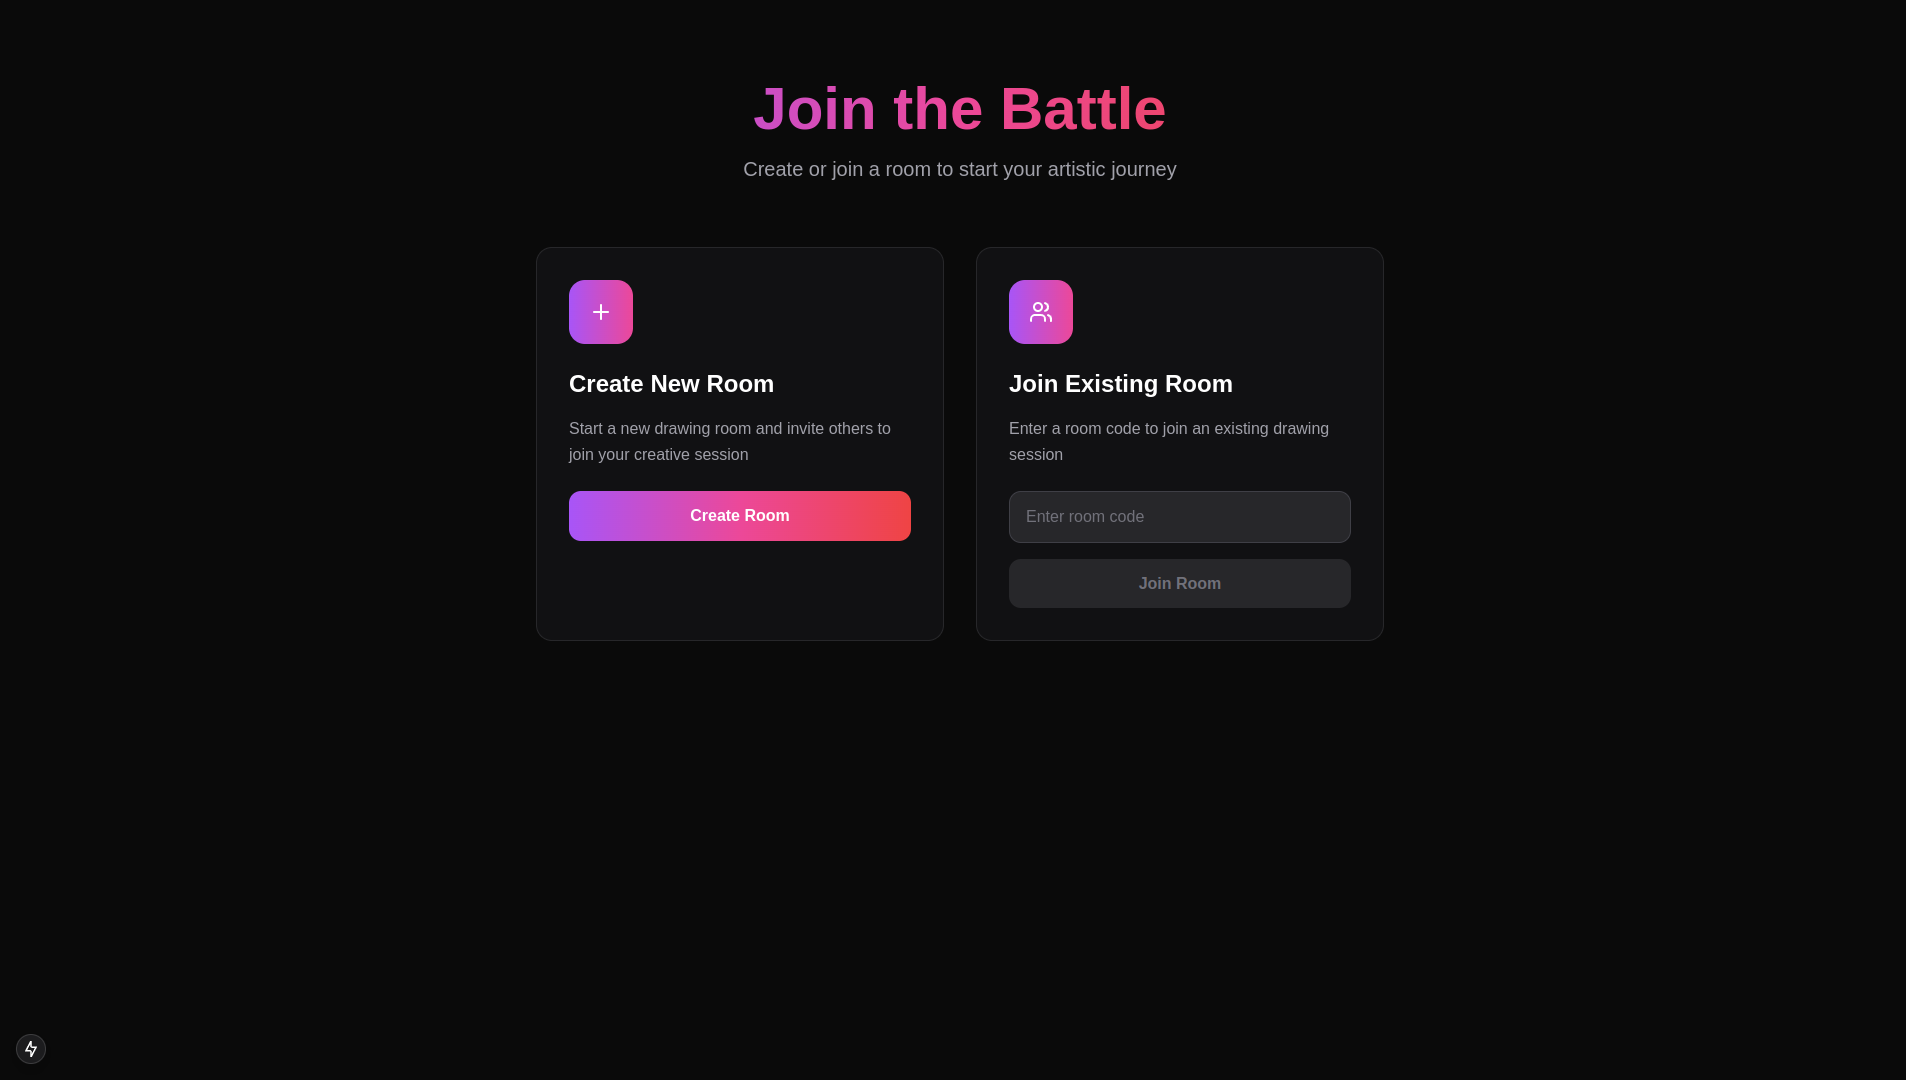 Join the Battle
Create or join a room to start your artistic journey
Create New Room
Start a new drawing room and invite others to
join your creative session
Create Room
Join Existing Room
Enter a room code to join an existing drawing
session
Enter room code
Join Room